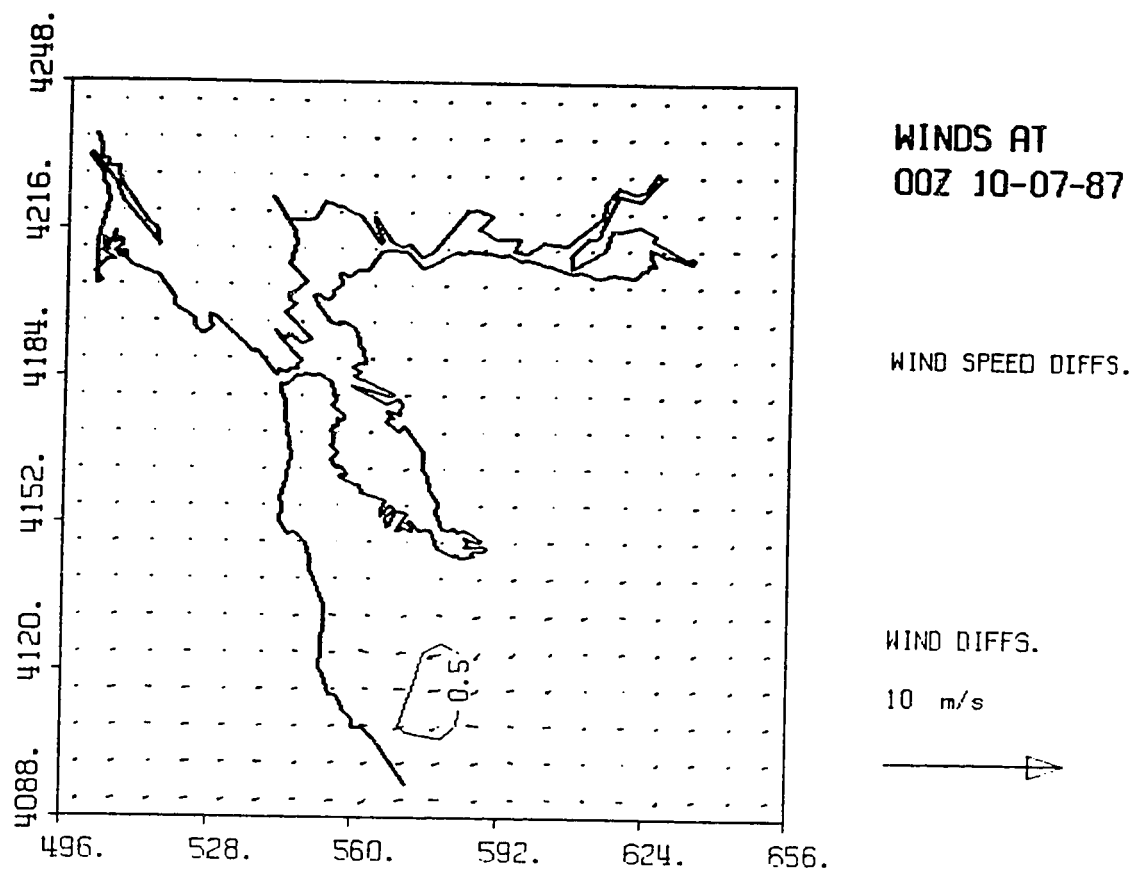 4248.
4216.
4184.
4152.
4120.
4088.
496.
528.
560.
592.
624.
656.
0.5
WINDS AT
00Z 10-07-87
WIND SPEED DIFFS.
WIND DIFFS.
10 m/s